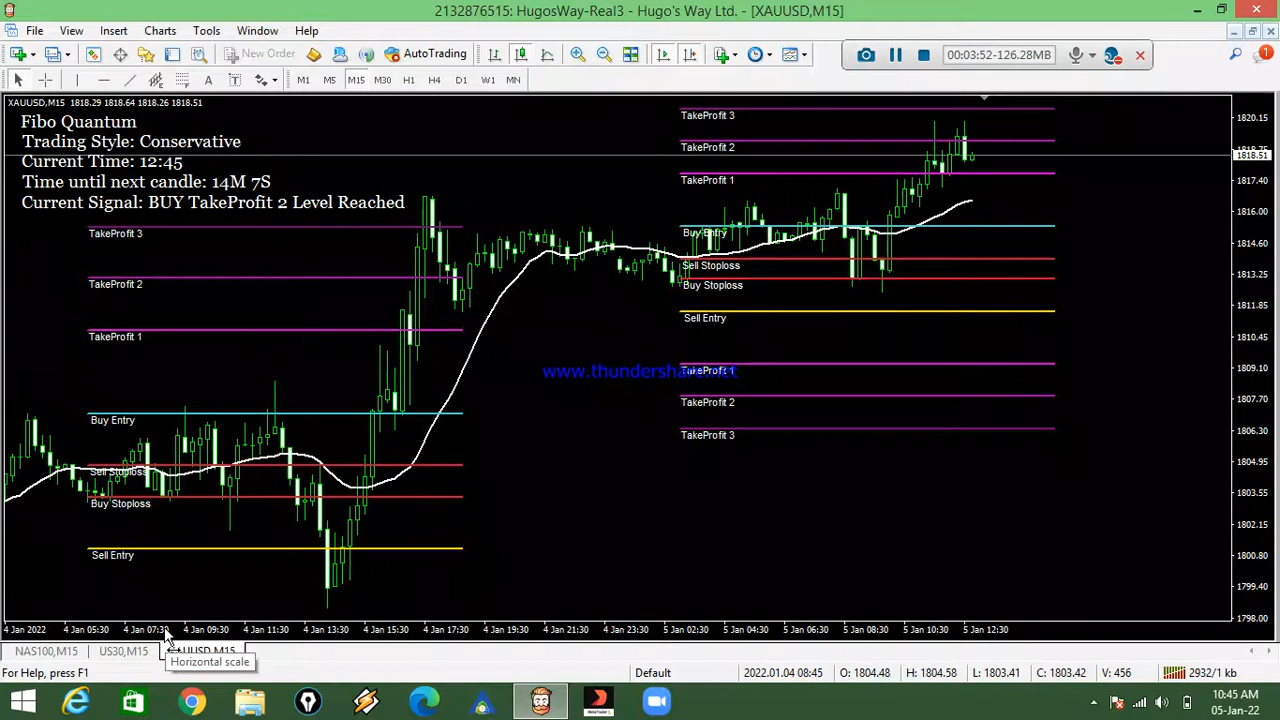 2132876515: HugosWay-Real3 - Hugo's Way Ltd. - [XAUUSD,M15]
File View Insert Charts Tools Window Help
New Order AutoTrading 00:03:52-126.28MB 1
A T M1 M5 M15 M30 H1 H4 D1 W1 MN
XAUUSD,M15 1818.29 1818.64 1818.26 1818.51
Fibo Quantum
Trading Style: Conservative
Current Time: 12:45
Time until next candle: 14M 7S
Current Signal: BUY TakeProfit 2 Level Reached
TakeProfit 3
TakeProfit 2
TakeProfit 1
Buy Entry
Sell Stoploss
Buy Stoploss
Sell Entry
TakeProfit 3
TakeProfit 2
TakeProfit 1
Buy Entry
Sell Stoploss
Buy Stoploss
Sell Entry
TakeProfit 1
TakeProfit 2
TakeProfit 3
www.thundershare.net
1820.15
1818.51
1817.40
1816.00
1814.60
1813.25
1811.85
1810.45
1809.10
1807.70
1806.30
1804.95
1803.55
1802.15
1800.80
1799.40
1798.00
4 Jan 2022 4 Jan 05:30 4 Jan 07:30 4 Jan 09:30 4 Jan 11:30 4 Jan 13:30 4 Jan 15:30 4 Jan 17:30 4 Jan 19:30 4 Jan 21:30 5 Jan 02:30 5 Jan 04:30 5 Jan 06:30 5 Jan 08:30 5 Jan 10:30 5 Jan 12:30
NAS100,M15 US30,M15 XAUUSD,M15
Horizontal scale
For Help, press F1 Default 2022.01.04 08:45 O: 1804.48 H: 1804.58 L: 1803.41 C: 1803.42 V: 456 2932/1 kb
10:45 AM
05-Jan-22